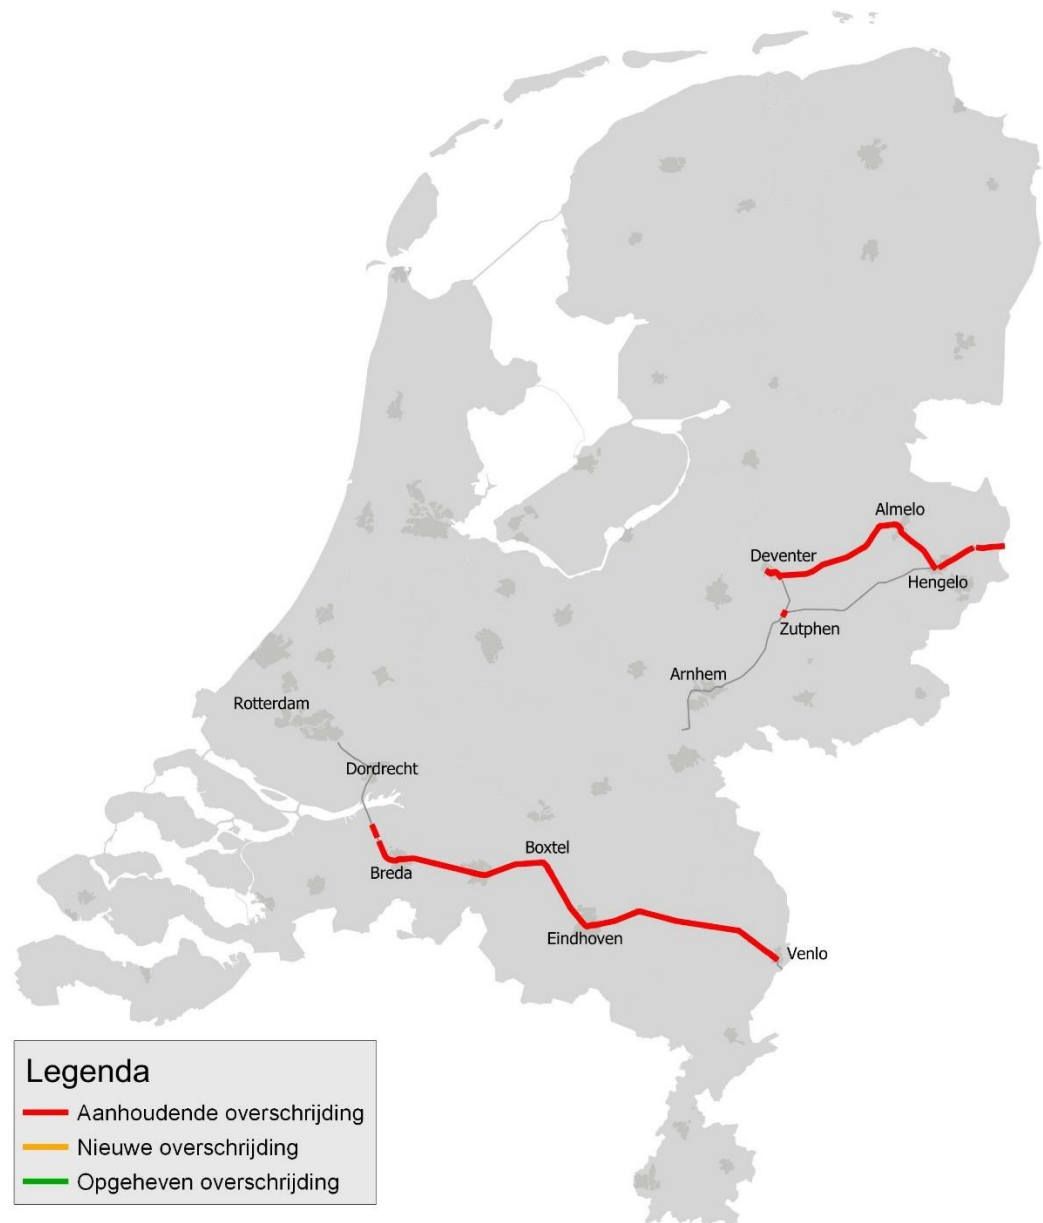 Almelo
Deventer
Hengelo
Zutphen
Arnhem
Rotterdam
Dordrecht
Boxtel
Breda
Eindhoven
Venlo
Legenda
Aanhoudende overschrijding
Nieuwe overschrijding
Opgeheven overschrijding